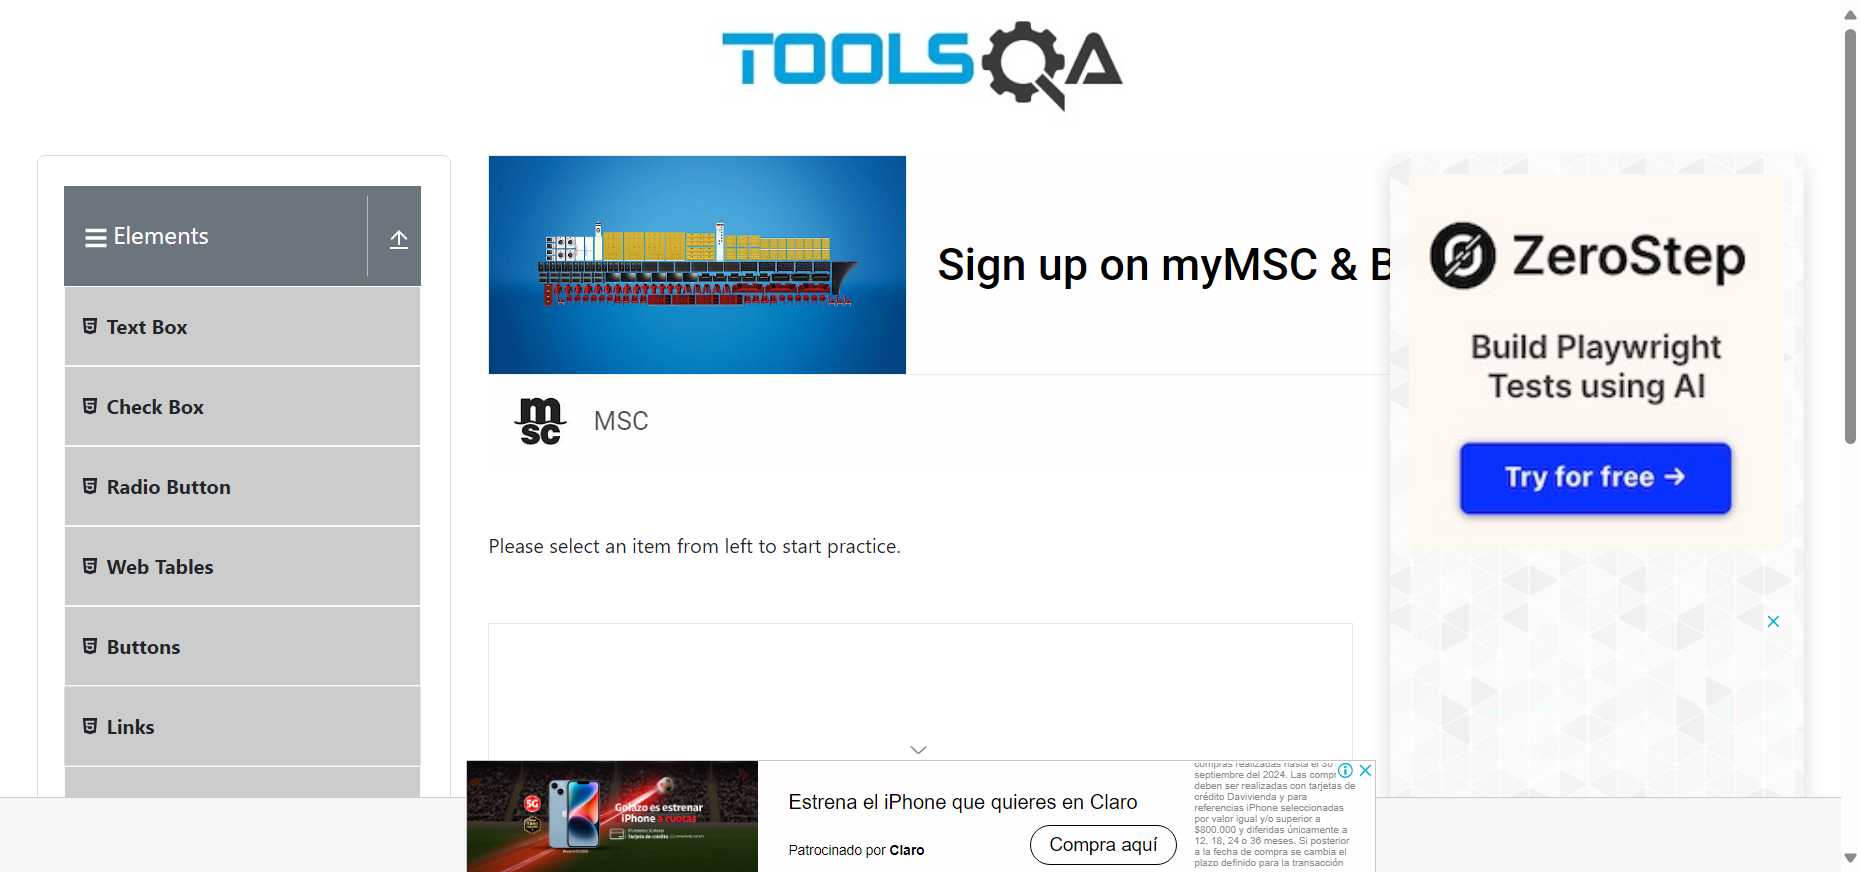 TOOLSQA
Elements
Text Box
Check Box
Radio Button
Web Tables
Buttons
Links
Sign up on myMSC & B
msc
MSC
Please select an item from left to start practice.
ZeroStep
Build Playwright
Tests using AI
Try for free →
5G
Golazo es estrenar
iPhone a cuotas
Estrena el iPhone que quieres en Claro
Patrocinado por Claro
Compra aquí
compras realizadas hasta el 30
septiembre del 2024. Las compr
deben ser realizadas con tarjetas de
crédito Davivienda y para
referencias iPhone seleccionadas
por valor igual y/o superior a
$800.000 y diferidas únicamente a
12, 18, 24 o 36 meses. Si posterior
a la fecha de compra se cambia el
plazo definido para la transacción